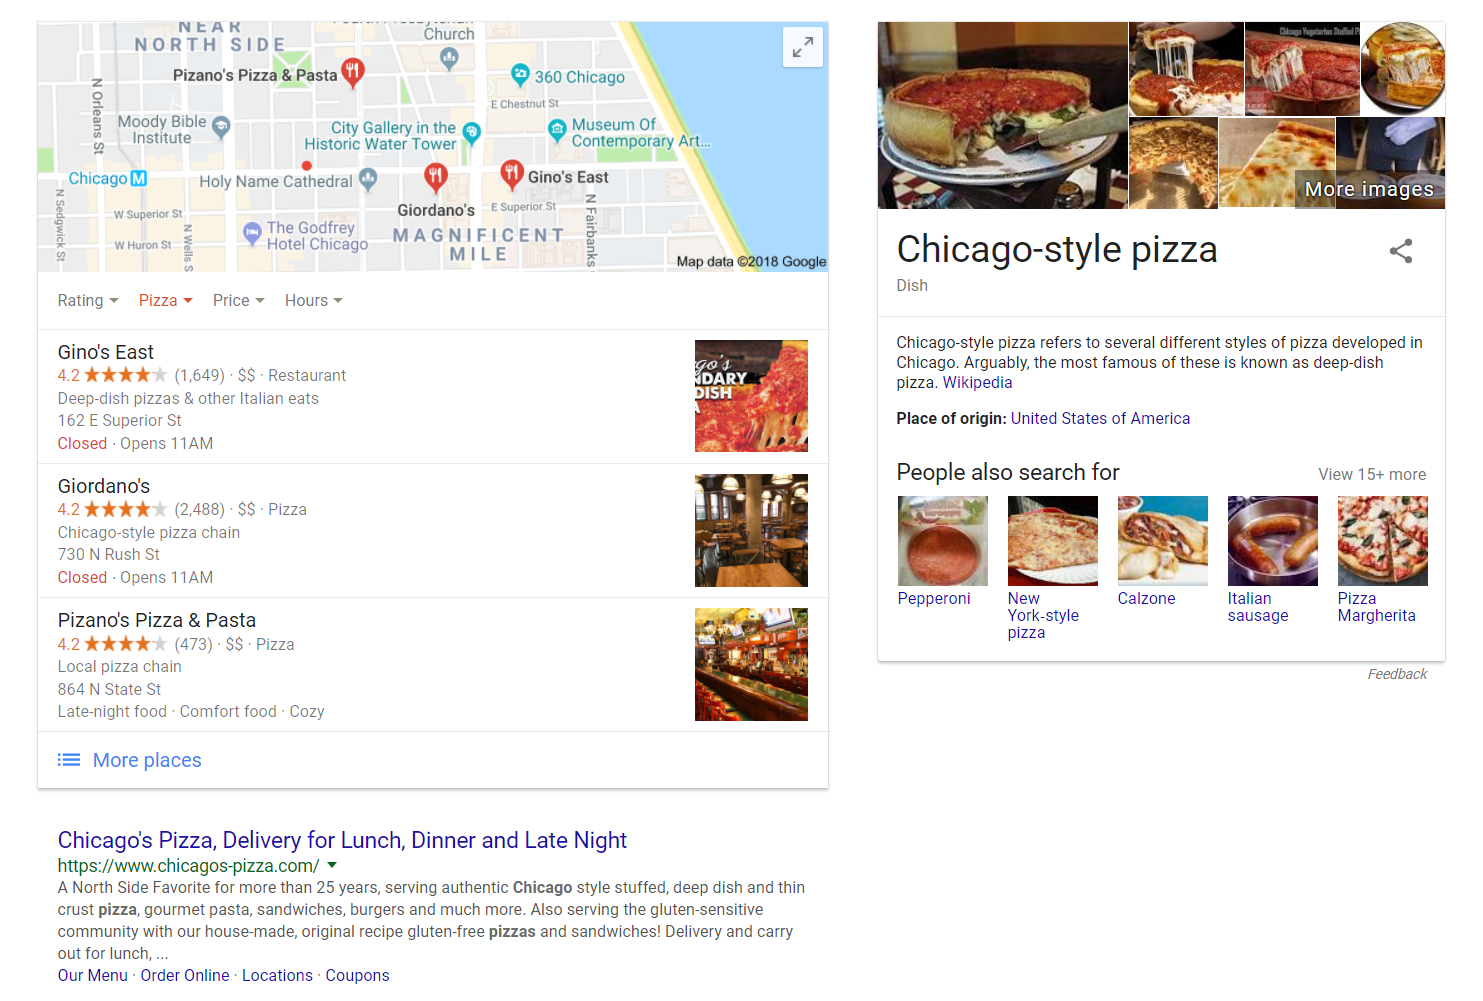 NEAR
NORTH SIDE
Church
Pizano's Pizza & Pasta
360 Chicago
N Orleans St
E Chestnut St
Moody Bible
Institute
City Gallery in the
Historic Water Tower
Museum Of
Contemporary Art...
Chicago M
Holy Name Cathedral
Gino's East
Giordano's
N Sedgwick St
W Superior St
E Superior St
The Godfrey
Hotel Chicago
MAGNIFICENT
MILE
W Huron St
N Wells S
N Fairbanks
Map data ©2018 Google
Rating Pizza Price Hours
Gino's East
4.2 (1,649) · $$ · Restaurant
Deep-dish pizzas & other Italian eats
162 E Superior St
Closed · Opens 11AM
NDARY
DISH
Giordano's
4.2 (2,488) · $$ · Pizza
Chicago-style pizza chain
730 N Rush St
Closed · Opens 11AM
Pizano's Pizza & Pasta
4.2 (473) · $$ · Pizza
Local pizza chain
864 N State St
Late-night food · Comfort food · Cozy
More places
Chicago's Pizza, Delivery for Lunch, Dinner and Late Night
https://www.chicagos-pizza.com/
A North Side Favorite for more than 25 years, serving authentic Chicago style stuffed, deep dish and thin
crust pizza, gourmet pasta, sandwiches, burgers and much more. Also serving the gluten-sensitive
community with our house-made, original recipe gluten-free pizzas and sandwiches! Delivery and carry
out for lunch, ...
Our Menu · Order Online · Locations · Coupons
Chicago Vegetarian Stuffed
More images
Chicago-style pizza
Dish
Chicago-style pizza refers to several different styles of pizza developed in
Chicago. Arguably, the most famous of these is known as deep-dish
pizza. Wikipedia
Place of origin: United States of America
People also search for
View 15+ more
Pepperoni
New
York-style
pizza
Calzone
Italian
sausage
Pizza
Margherita
Feedback